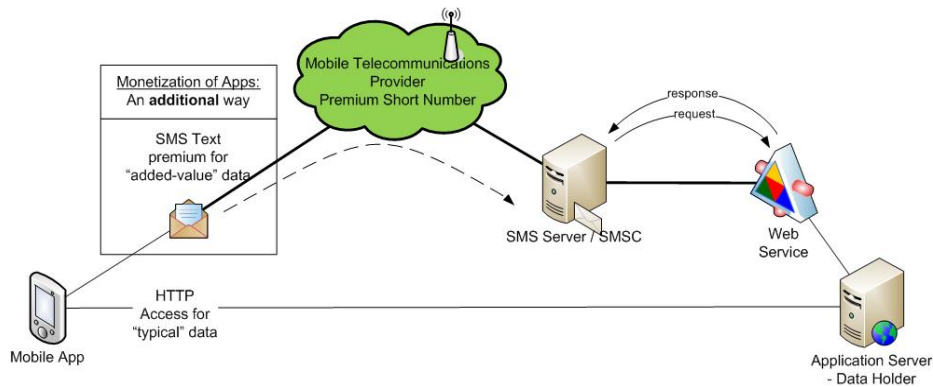 Mobile Telecommunications
Provider
Premium Short Number
Monetization of Apps:
An additional way
SMS Text
premium for
“added-value” data
response
request
SMS Server / SMSC
Web
Service
HTTP
Access for
“typical” data
Mobile App
Application Server
- Data Holder